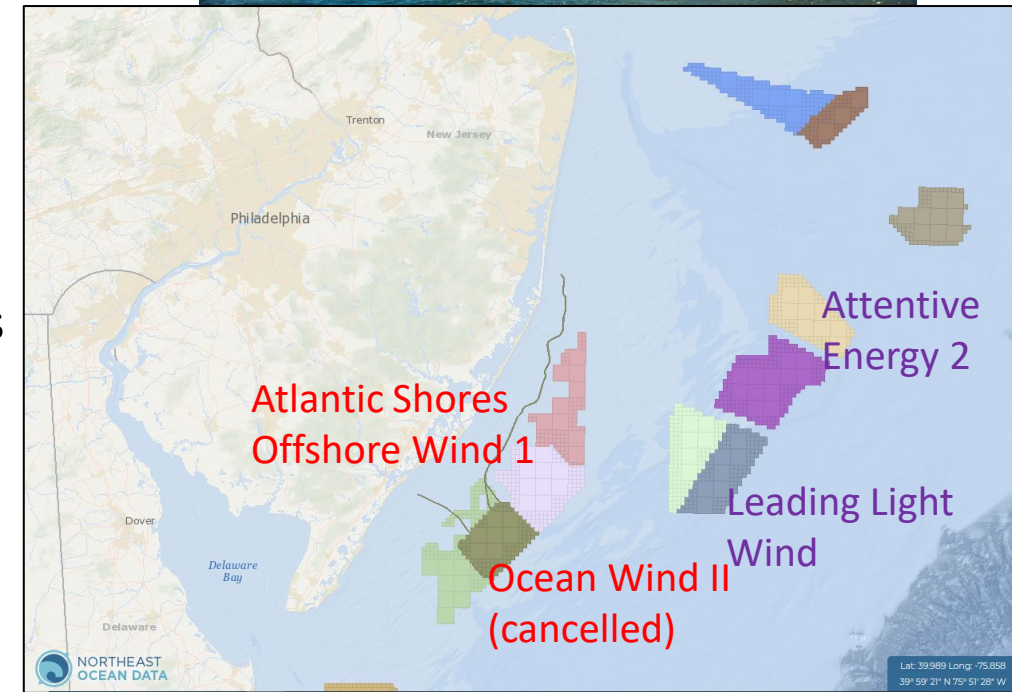 Trenton
New Jersey
Philadelphia
s
Attentive
Energy 2
Atlantic Shores
Offshore Wind 1
Leading Light
Wind
Dover
Delaware
Bay
Ocean Wind II
(cancelled)
Delaware
NORTHEAST
OCEAN DATA
Lat: 39.989 Long: -75.858
39° 59' 21" N 75° 51' 28" W